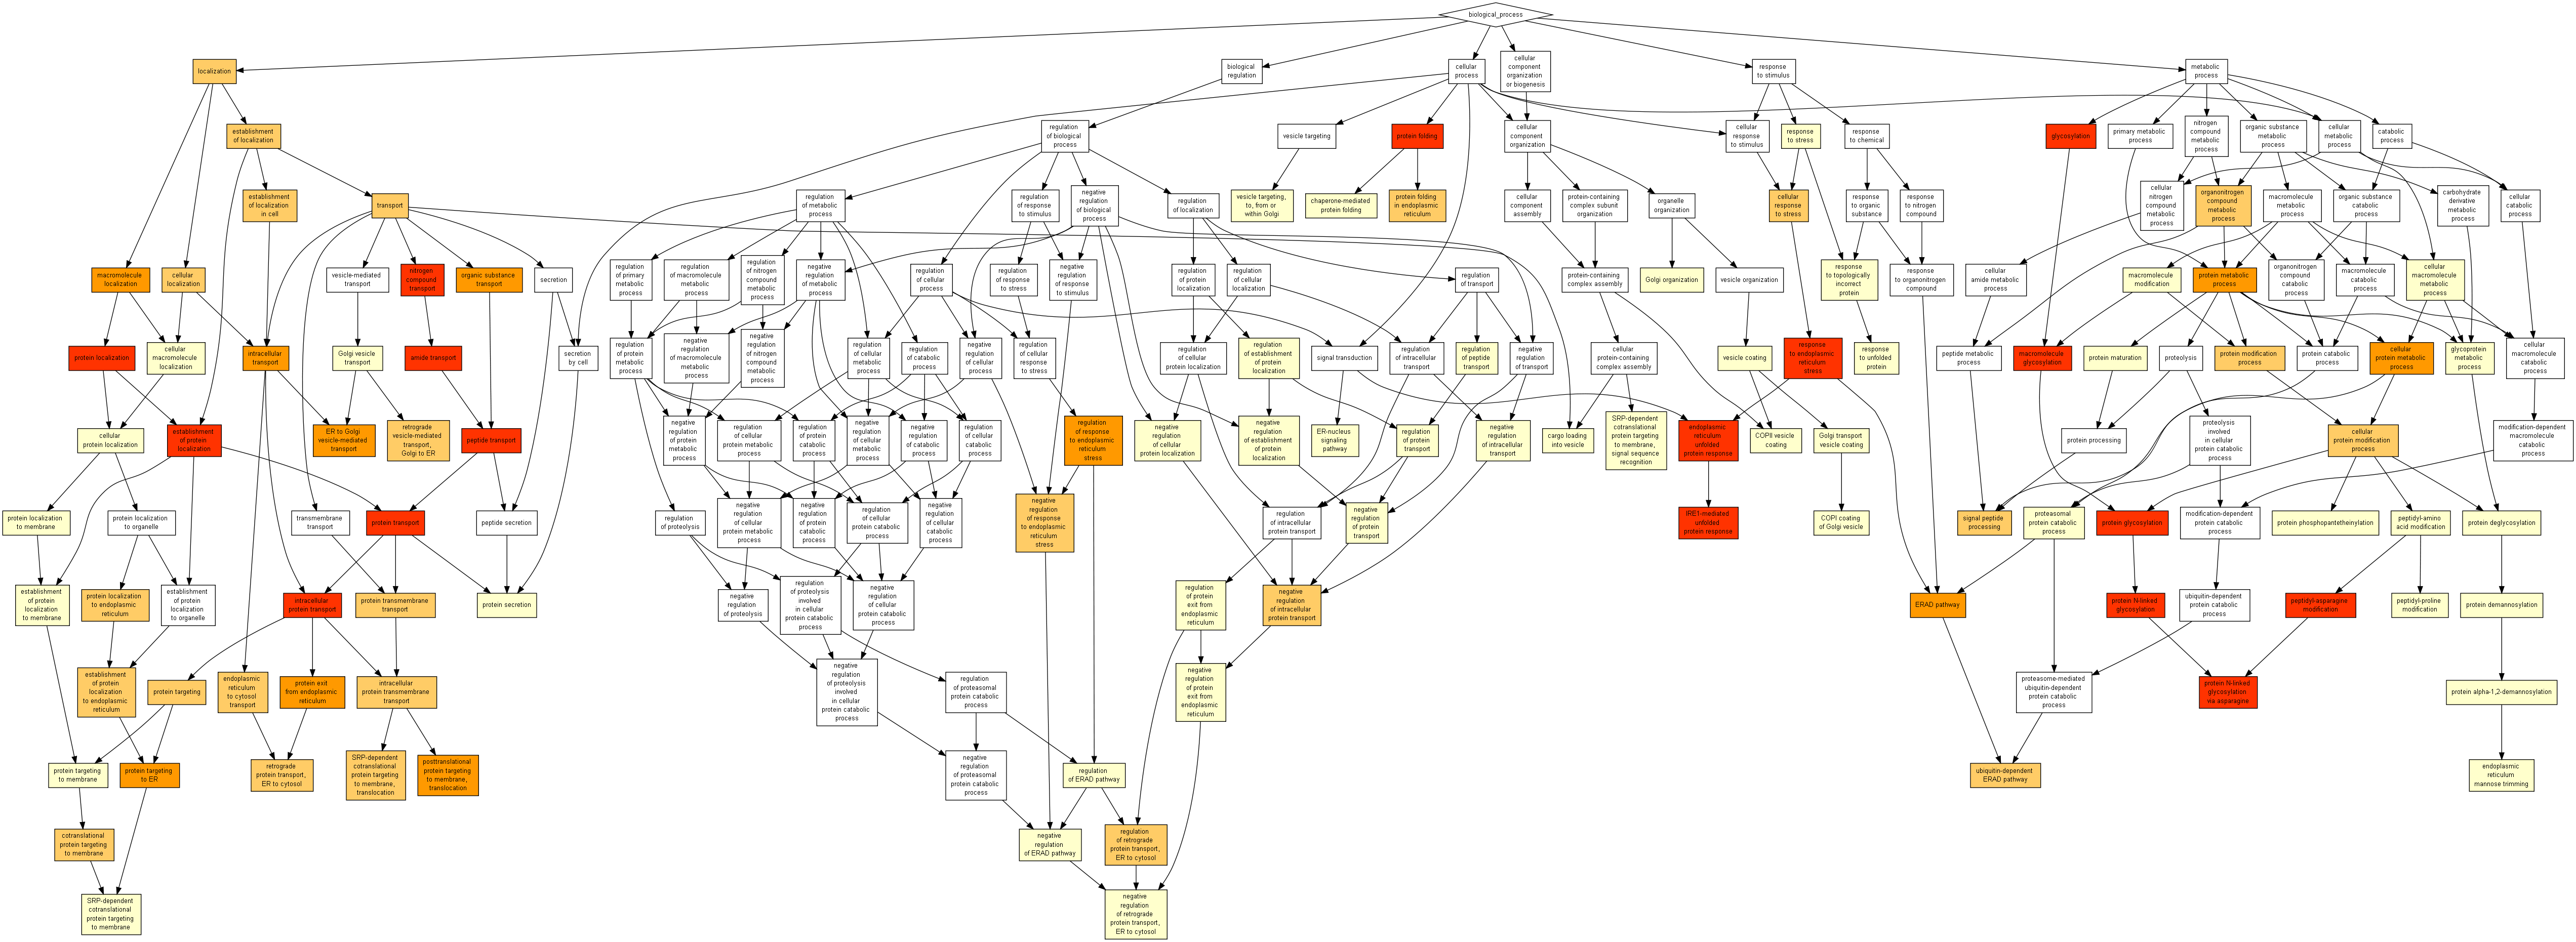 biological_process
localization
biological
regulation
cellular
process
cellular
component
organization
or biogenesis
response
to stimulus
metabolic
process
establishment
of localization
regulation
of biological
process
vesicle targeting
protein folding
cellular
component
organization
cellular
response
to stimulus
response
to stress
response
to chemical
glycosylation
primary metabolic
process
nitrogen
compound
metabolic
process
organic substance
metabolic
process
cellular
metabolic
process
catabolic
process
establishment
of localization
in cell
transport
regulation
of metabolic
process
regulation
of response
to stimulus
negative
regulation
of biological
process
regulation
of localization
vesicle targeting,
to, from or
within Golgi
chaperone-mediated
protein folding
protein folding
in endoplasmic
reticulum
cellular
component
assembly
protein-containing
complex subunit
organization
organelle
organization
cellular
response
to stress
response
to organic
substance
response
to nitrogen
compound
cellular
nitrogen
compound
metabolic
process
organonitrogen
compound
metabolic
process
macromolecule
metabolic
process
organic substance
catabolic
process
carbohydrate
derivative
metabolic
process
cellular
catabolic
process
macromolecule
localization
cellular
localization
vesicle-mediated
transport
nitrogen
compound
transport
organic substance
transport
secretion
regulation
of primary
metabolic
process
regulation
of macromolecule
metabolic
process
regulation
of nitrogen
compound
metabolic
process
negative
regulation
of metabolic
process
regulation
of cellular
process
regulation
of response
to stress
negative
regulation
of response
to stimulus
regulation
of protein
localization
regulation
of cellular
localization
regulation
of transport
protein-containing
complex assembly
Golgi organization
vesicle organization
response
to topologically
incorrect
protein
response
to organonitrogen
compound
cellular
amide metabolic
process
macromolecule
modification
protein metabolic
process
organonitrogen
compound
catabolic
process
macromolecule
catabolic
process
cellular
macromolecule
metabolic
process
protein localization
cellular
macromolecule
localization
intracellular
transport
Golgi vesicle
transport
amide transport
secretion
by cell
regulation
of protein
metabolic
process
negative
regulation
of macromolecule
metabolic
process
negative
regulation
of nitrogen
compound
metabolic
process
regulation
of cellular
metabolic
process
regulation
of catabolic
process
negative
regulation
of cellular
process
regulation
of cellular
response
to stress
regulation
of cellular
protein localization
regulation
of establishment
of protein
localization
signal transduction
regulation
of intracellular
transport
regulation
of peptide
transport
negative
regulation
of transport
cellular
protein-containing
complex assembly
vesicle coating
response
to endoplasmic
reticulum
stress
response
to unfolded
protein
peptide metabolic
process
macromolecule
glycosylation
protein maturation
proteolysis
protein modification
process
protein catabolic
process
cellular
protein metabolic
process
glycoprotein
metabolic
process
cellular
macromolecule
catabolic
process
cellular
protein localization
establishment
of protein
localization
ER to Golgi
vesicle-mediated
transport
retrograde
vesicle-mediated
transport,
Golgi to ER
peptide transport
negative
regulation
of protein
metabolic
process
regulation
of cellular
protein metabolic
process
regulation
of protein
catabolic
process
negative
regulation
of cellular
metabolic
process
negative
regulation
of catabolic
process
regulation
of cellular
catabolic
process
regulation
of response
to endoplasmic
reticulum
stress
negative
regulation
of cellular
protein localization
negative
regulation
of establishment
of protein
localization
ER-nucleus
signaling
pathway
regulation
of protein
transport
negative
regulation
of intracellular
transport
cargo loading
into vesicle
SRP-dependent
cotranslational
protein targeting
to membrane,
signal sequence
recognition
endoplasmic
reticulum
unfolded
protein response
COPII vesicle
coating
Golgi transport
vesicle coating
protein processing
proteolysis
involved
in cellular
protein catabolic
process
cellular
protein modification
process
modification-dependent
macromolecule
catabolic
process
protein localization
to membrane
protein localization
to organelle
transmembrane
transport
protein transport
peptide secretion
regulation
of proteolysis
negative
regulation
of cellular
protein metabolic
process
negative
regulation
of protein
catabolic
process
regulation
of cellular
protein catabolic
process
negative
regulation
of cellular
catabolic
process
negative
regulation
of response
to endoplasmic
reticulum
stress
regulation
of intracellular
protein transport
negative
regulation
of protein
transport
IRE1-mediated
unfolded
protein response
COPI coating
of Golgi vesicle
signal peptide
processing
proteasomal
protein catabolic
process
protein glycosylation
modification-dependent
protein catabolic
process
protein phosphopantetheinylation
peptidyl-amino
acid modification
protein deglycosylation
establishment
of protein
localization
to membrane
protein localization
to endoplasmic
reticulum
establishment
of protein
localization
to organelle
intracellular
protein transport
protein transmembrane
transport
protein secretion
negative
regulation
of proteolysis
regulation
of proteolysis
involved
in cellular
protein catabolic
process
negative
regulation
of cellular
protein catabolic
process
regulation
of protein
exit from
endoplasmic
reticulum
negative
regulation
of intracellular
protein transport
ERAD pathway
protein N-linked
glycosylation
ubiquitin-dependent
protein catabolic
process
peptidyl-asparagine
modification
peptidyl-proline
modification
protein demannosylation
establishment
of protein
localization
to endoplasmic
reticulum
protein targeting
endoplasmic
reticulum
to cytosol
transport
protein exit
from endoplasmic
reticulum
intracellular
protein transmembrane
transport
negative
regulation
of proteolysis
involved
in cellular
protein catabolic
process
regulation
of proteasomal
protein catabolic
process
negative
regulation
of protein
exit from
endoplasmic
reticulum
proteasome-mediated
ubiquitin-dependent
protein catabolic
process
protein N-linked
glycosylation
via asparagine
protein alpha-1,2-demannosylation
protein targeting
to membrane
protein targeting
to ER
retrograde
protein transport,
ER to cytosol
SRP-dependent
cotranslational
protein targeting
to membrane,
translocation
posttranslational
protein targeting
to membrane,
translocation
negative
regulation
of proteasomal
protein catabolic
process
regulation
of ERAD pathway
ubiquitin-dependent
ERAD pathway
endoplasmic
reticulum
mannose trimming
cotranslational
protein targeting
to membrane
negative
regulation
of ERAD pathway
regulation
of retrograde
protein transport,
ER to cytosol
SRP-dependent
cotranslational
protein targeting
to membrane
negative
regulation
of retrograde
protein transport,
ER to cytosol